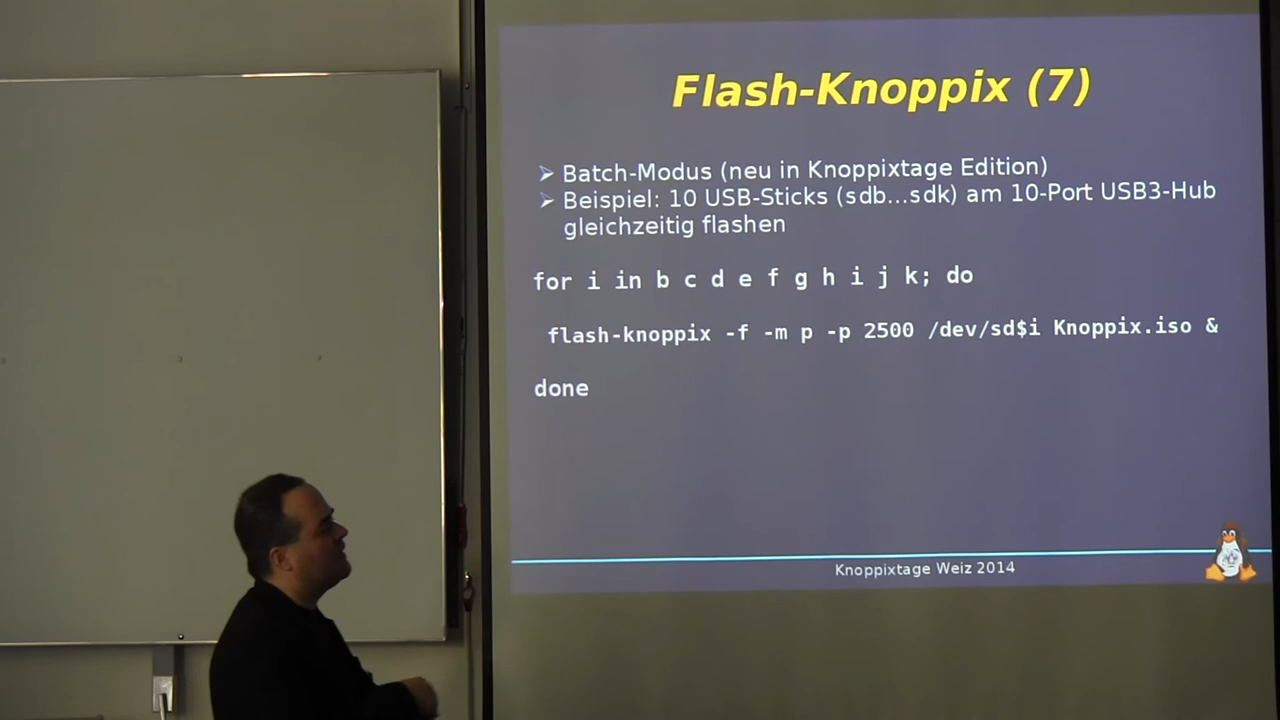 Flash-Knoppix (7)
Batch-Modus (neu in Knoppixtage Edition)
Beispiel: 10 USB-Sticks (sdb...sdk) am 10-Port USB3-Hub
gleichzeitig flashen
for i in b c d e f g h i j k; do
flash-knoppix -f -m p -p 2500 /dev/sd$i Knoppix.iso &
done
Knoppixtage Weiz 2014